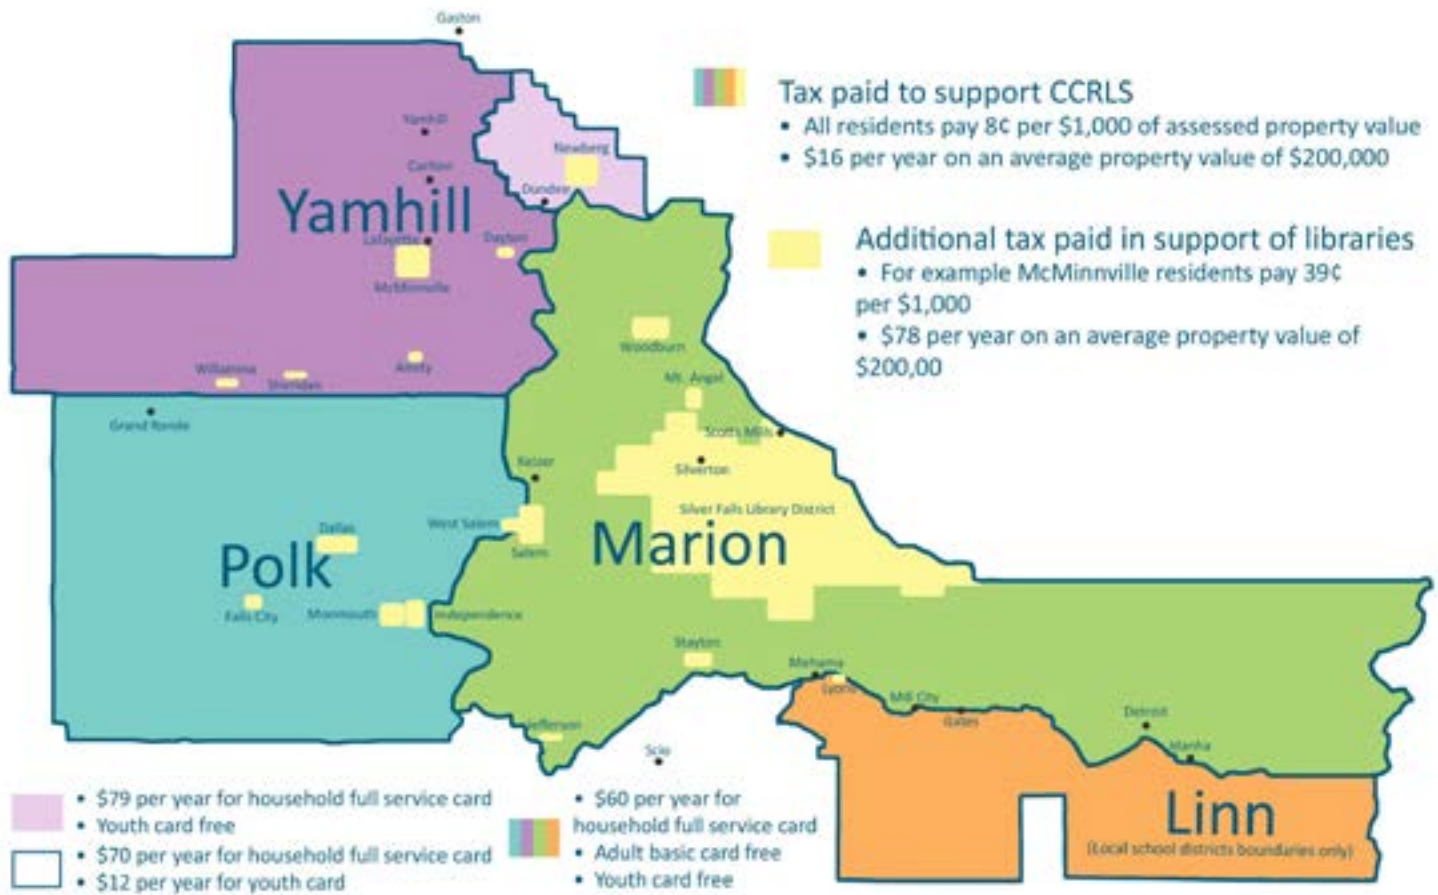 Gaston
Tax paid to support CCRLS
• All residents pay 8¢ per $1,000 of assessed property value
• $16 per year on an average property value of $200,000
Yamhill
Newberg
Carlton
Dundee
Yamhill
Lafayette
Dayton
McMinnville
Additional tax paid in support of libraries
• For example McMinnville residents pay 39¢
per $1,000
• $78 per year on an average property value of
$200,00
Woodburn
Willamina
Sheridan
Amity
Mt. Angel
Grand Ronde
Scotts Mills
Keizer
Silverton
Silver Falls Library District
West Salem
Dallas
Salem
Marion
Polk
Falls City
Monmouth
Independence
Stayton
Mehama
Lyons
Mill City
Gates
Detroit
Jefferson
Scio
Idanha
• $79 per year for household full service card
• Youth card free
• $70 per year for household full service card
• $12 per year for youth card
• $60 per year for
household full service card
• Adult basic card free
• Youth card free
Linn
(Local school districts boundaries only)